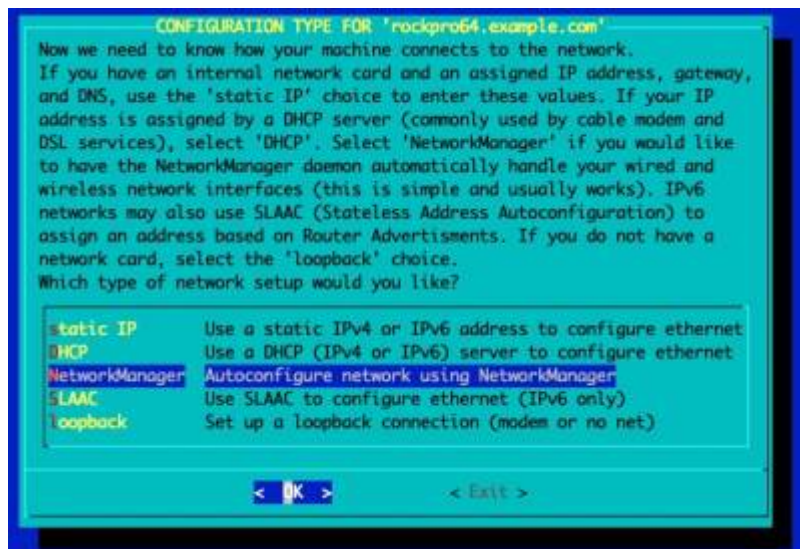 CONFIGURATION TYPE FOR 'rockpro64.example.com'
Now we need to know how your machine connects to the network.
If you have an internal network card and an assigned IP address, gateway,
and DNS, use the 'static IP' choice to enter these values. If your IP
address is assigned by a DHCP server (commonly used by cable modem and
DSL services), select 'DHCP'. Select 'NetworkManager' if you would like
to have the NetworkManager daemon automatically handle your wired and
wireless network interfaces (this is simple and usually works). IPv6
networks may also use SLAAC (Stateless Address Autoconfiguration) to
assign an address based on Router Advertisments. If you do not have a
network card, select the 'loopback' choice.
Which type of network setup would you like?
static IP Use a static IPv4 or IPv6 address to configure ethernet
DHCP Use a DHCP (IPv4 or IPv6) server to configure ethernet
NetworkManager Autoconfigure network using NetworkManager
SLAAC Use SLAAC to configure ethernet (IPv6 only)
loopback Set up a loopback connection (modem or no net)
< OK > < Exit >